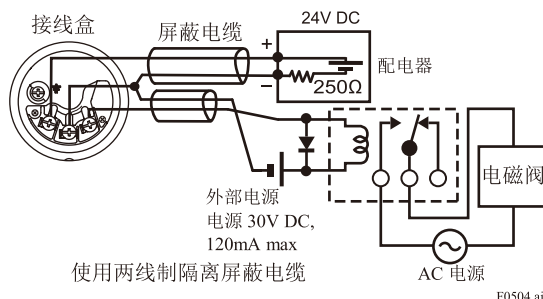 接线盒
屏蔽电缆
24V DC
+
−
250Ω
配电器
外部电源
电源 30V DC,
120mA max
电磁阀
AC 电源
使用两线制隔离屏蔽电缆
F0504.ai